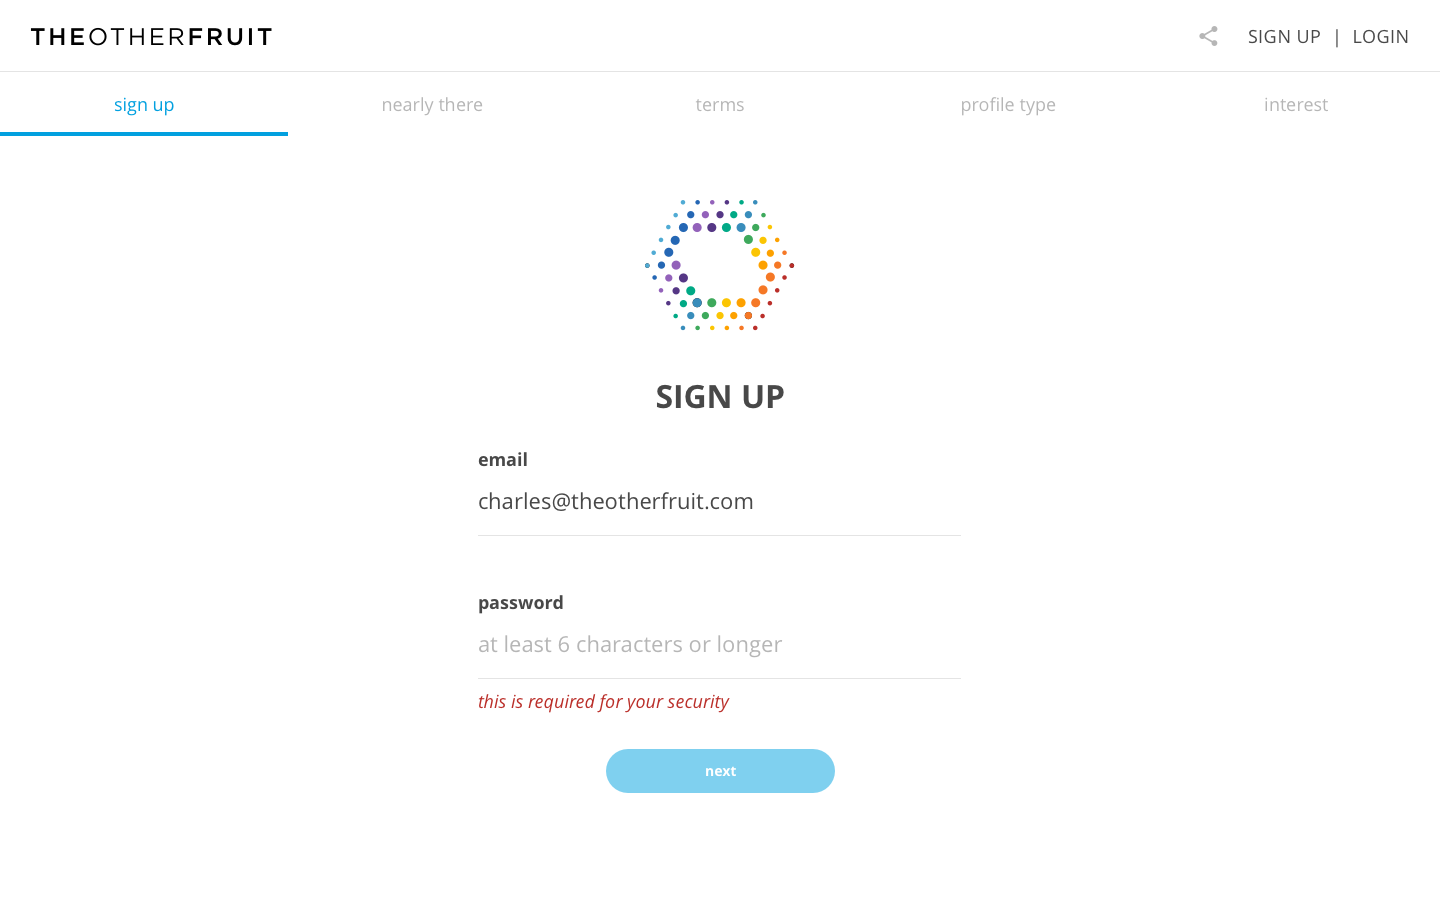 THEOTHERFRUIT
SIGN UP | LOGIN
sign up
nearly there
terms
profile type
interest
SIGN UP
email
charles@theotherfruit.com
password
at least 6 characters or longer
this is required for your security
next